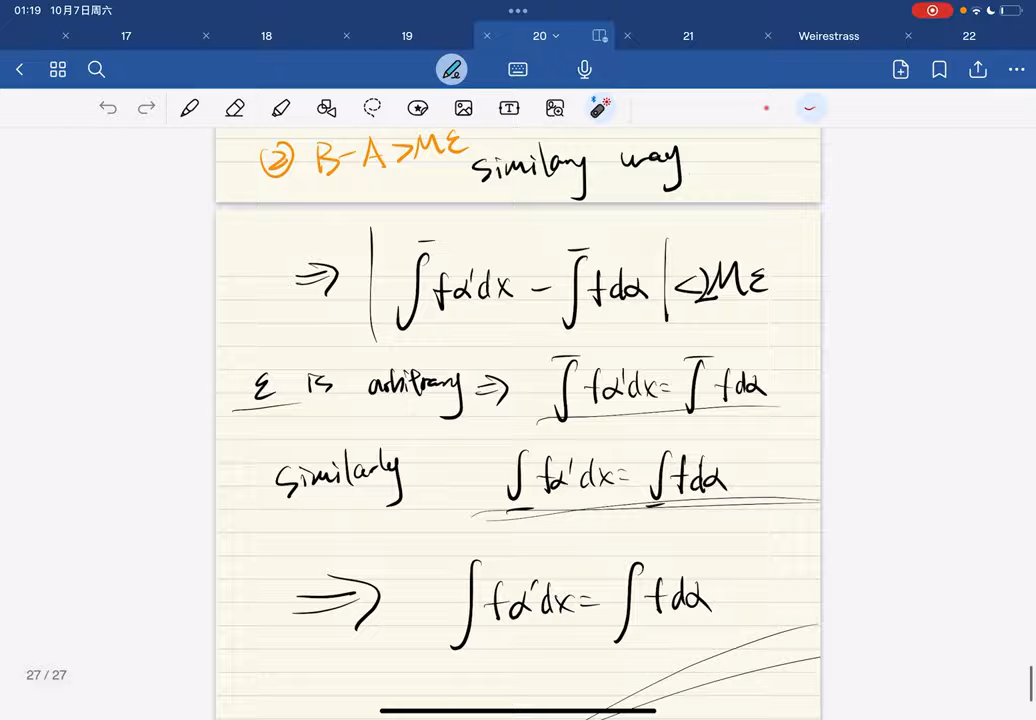 01:19 10月7日周六
17 18 19 20 21 Weirestrass 22
② B-A>Mε similary way
⇒ | ∫̄ fα'dx - ∫̄ fdα | < 2Mε
ε is arbitrary ⇒ ∫̄ fα'dx = ∫̄ fdα
similarly ∫̲ fα'dx = ∫̲ fdα
⇒ ∫ fα'dx = ∫ fdα
27 / 27